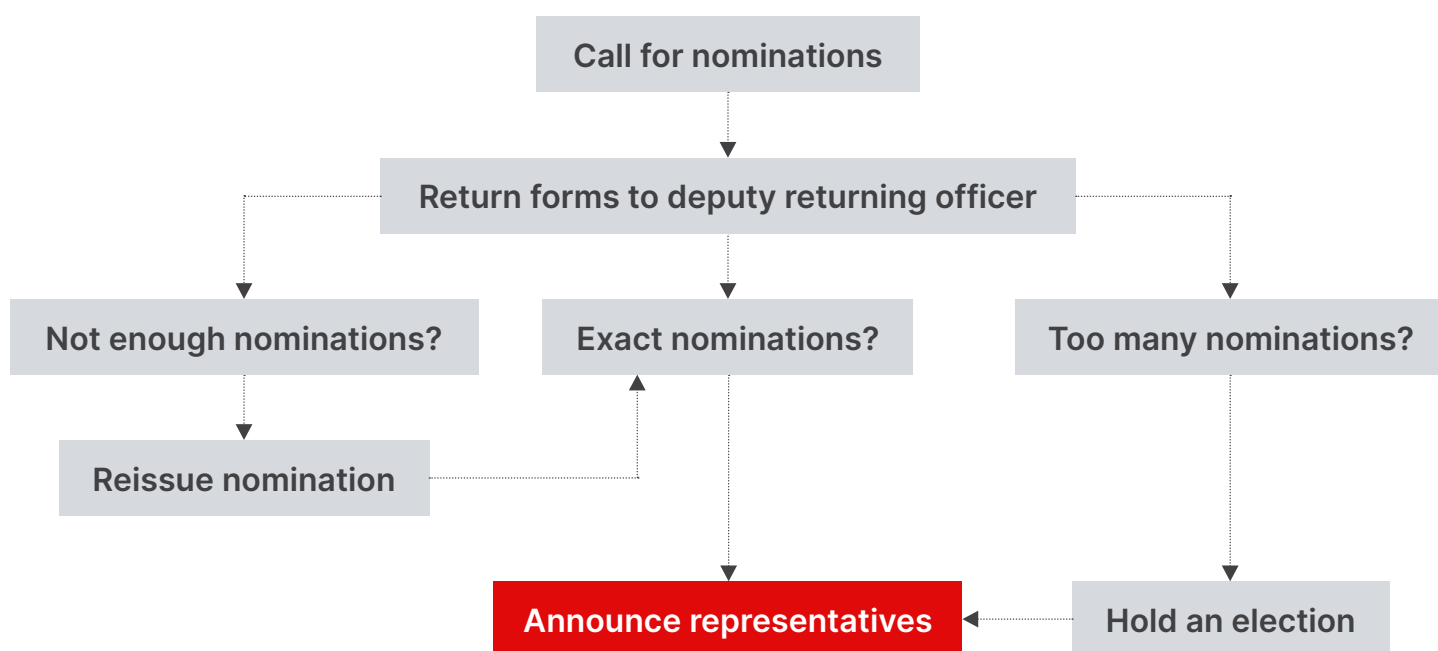 Call for nominations
Return forms to deputy returning officer
Not enough nominations?
Exact nominations?
Too many nominations?
Reissue nomination
Announce representatives
Hold an election